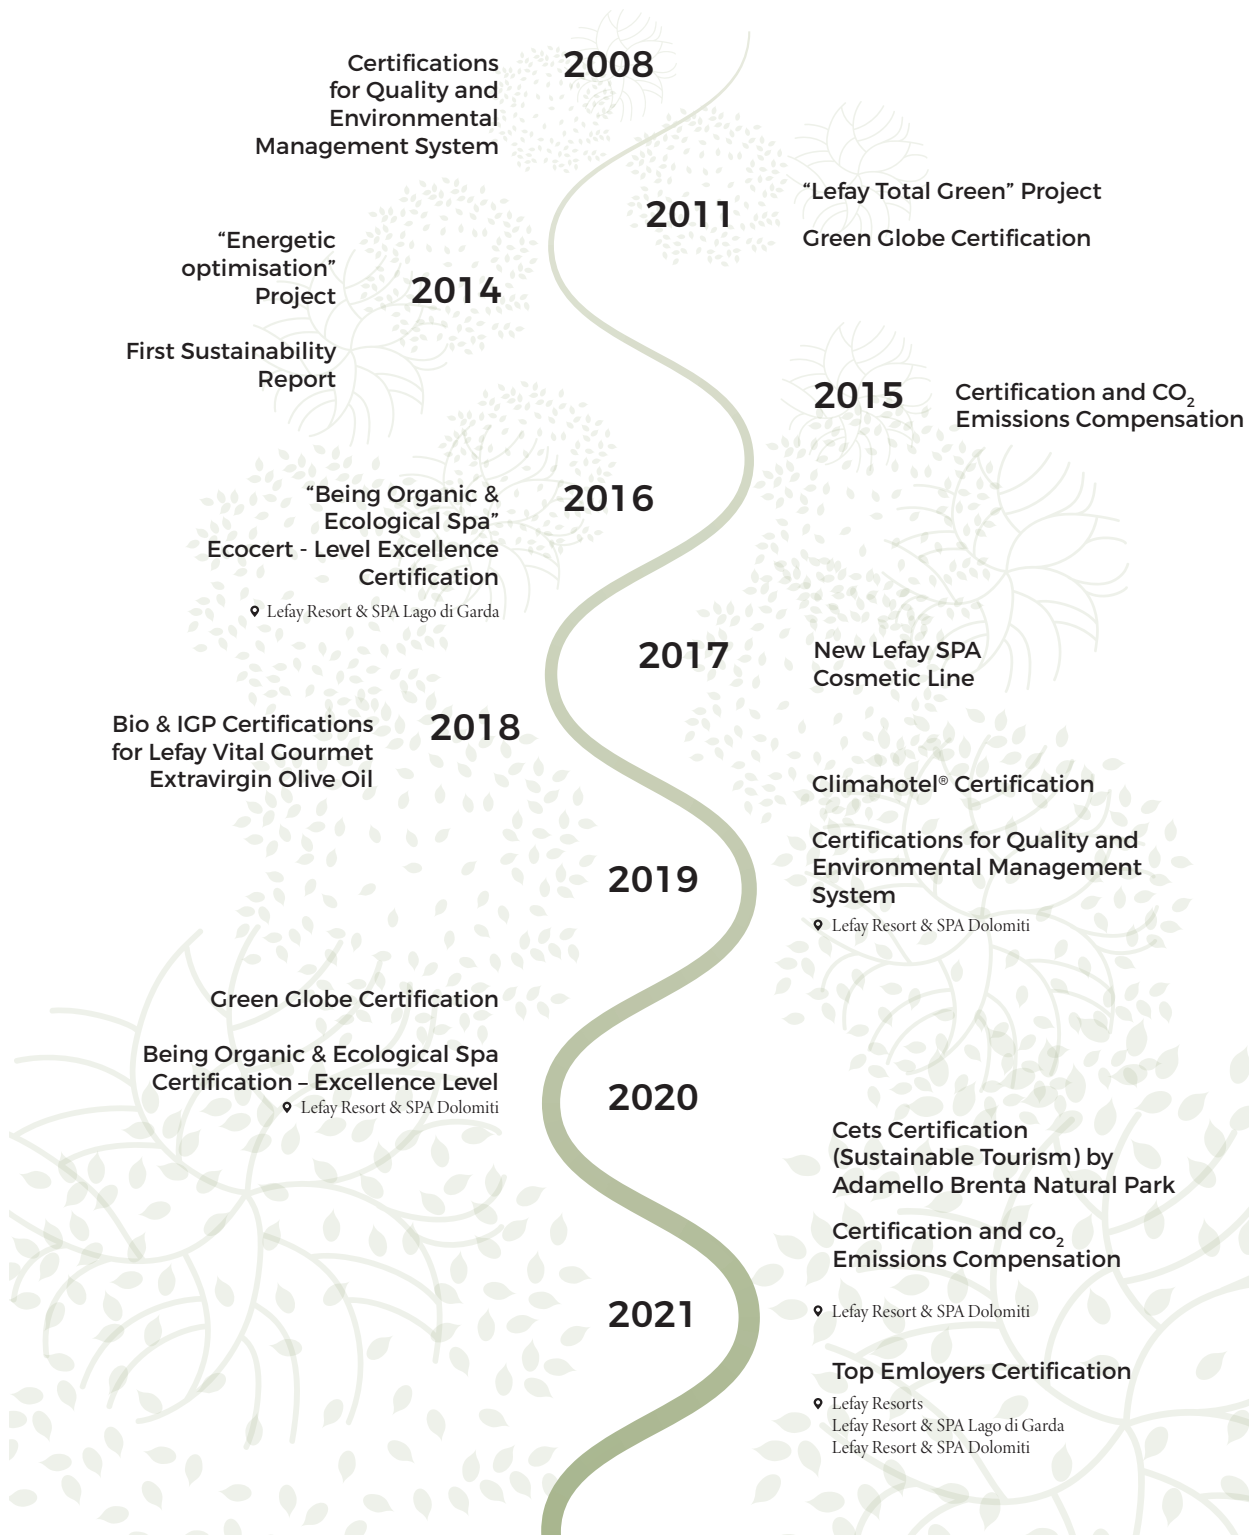 2008
Certifications
for Quality and
Environmental
Management System
2011
“Lefay Total Green” Project
Green Globe Certification
2014
“Energetic
optimisation”
Project
First Sustainability
Report
2015
Certification and CO₂
Emissions Compensation
2016
“Being Organic &
Ecological Spa”
Ecocert - Level Excellence
Certification
Lefay Resort & SPA Lago di Garda
2017
New Lefay SPA
Cosmetic Line
2018
Bio & IGP Certifications
for Lefay Vital Gourmet
Extravirgin Olive Oil
2019
Climahotel® Certification
Certifications for Quality and
Environmental Management
System
Lefay Resort & SPA Dolomiti
2020
Green Globe Certification
Being Organic & Ecological Spa
Certification – Excellence Level
Lefay Resort & SPA Dolomiti
2021
Cets Certification
(Sustainable Tourism) by
Adamello Brenta Natural Park
Certification and co₂
Emissions Compensation
Lefay Resort & SPA Dolomiti
Top Emloyers Certification
Lefay Resorts
Lefay Resort & SPA Lago di Garda
Lefay Resort & SPA Dolomiti